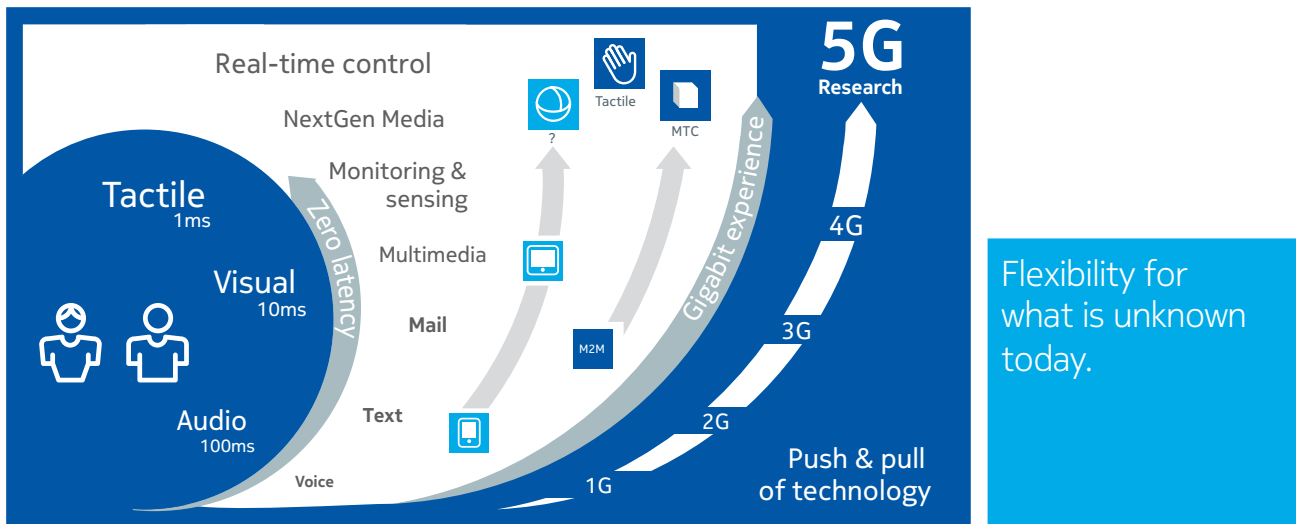 Real-time control
NextGen Media
Monitoring &
sensing
Multimedia
Mail
Text
Voice
Tactile
1ms
Visual
10ms
Audio
100ms
Zero latency
?
Tactile
MTC
M2M
Gigabit experience
5G
Research
4G
3G
2G
1G
Push & pull
of technology
Flexibility for
what is unknown
today.